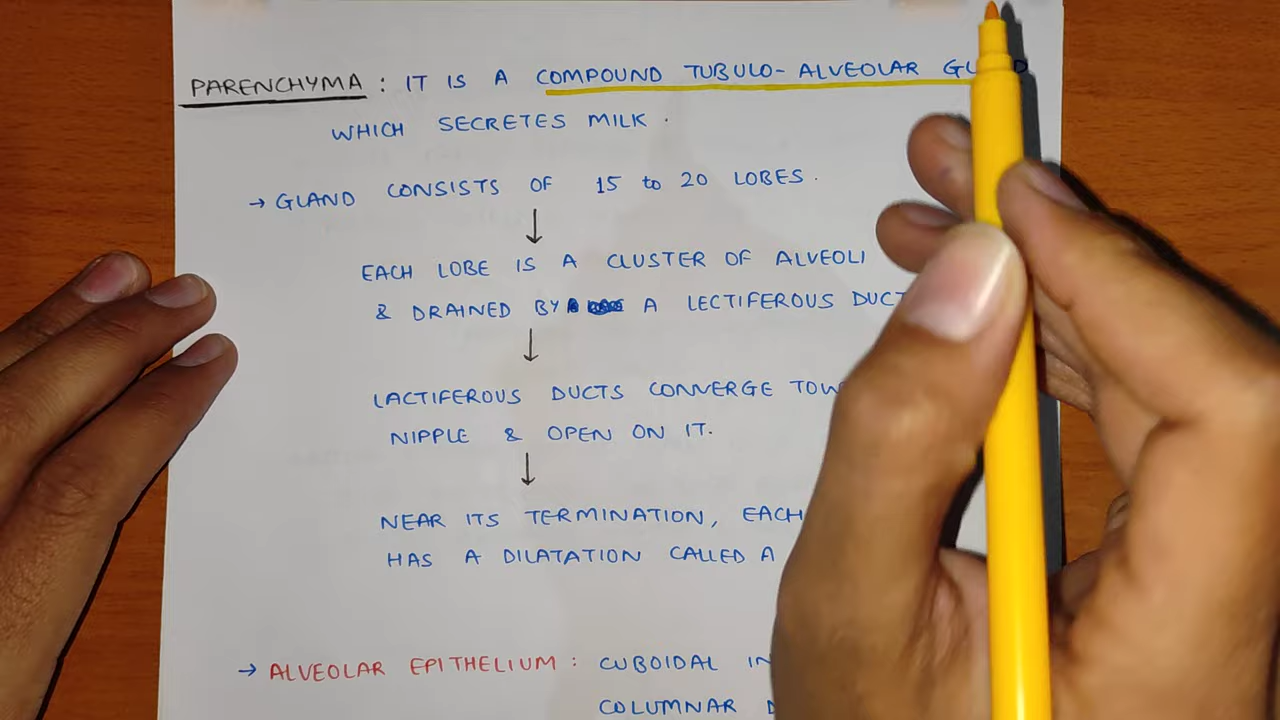 PARENCHYMA : IT IS A COMPOUND TUBULO-ALVEOLAR
WHICH SECRETES MILK .
→ GLAND CONSISTS OF 15 to 20 LOBES .
↓
EACH LOBE IS A CLUSTER OF ALVEOLI
& DRAINED BY A LECTIFEROUS DUCT
↓
LACTIFEROUS DUCTS CONVERGE
NIPPLE & OPEN ON IT.
↓
NEAR ITS TERMINATION, EACH
HAS A DILATATION CALLED A
→ ALVEOLAR EPITHELIUM : CUBOIDAL IN
COLUMNAR